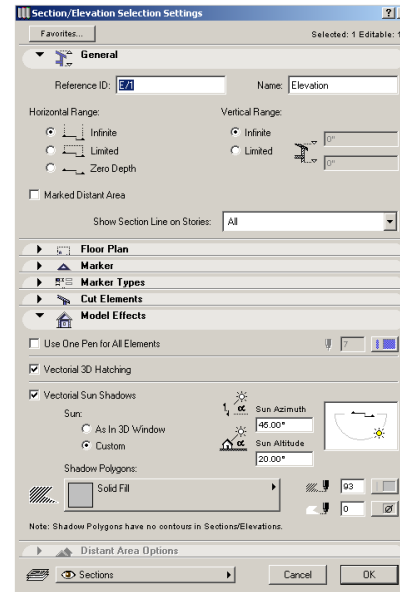 Section/Elevation Selection Settings ?
Favorites... Selected: 1 Editable: 1
General
Reference ID: E/1 Name: Elevation
Horizontal Range: Vertical Range:
Infinite Infinite
Limited Limited 0"
Zero Depth 0"
Marked Distant Area
Show Section Line on Stories: All
Floor Plan
Marker
Marker Types
Cut Elements
Model Effects
Use One Pen for All Elements 7
Vectorial 3D Hatching
Vectorial Sun Shadows
Sun: α Sun Azimuth
As In 3D Window 45.00°
Custom α Sun Altitude
20.00°
Shadow Polygons:
Solid Fill 93
0
Note: Shadow Polygons have no contours in Sections/Elevations.
Distant Area Options
Sections Cancel OK